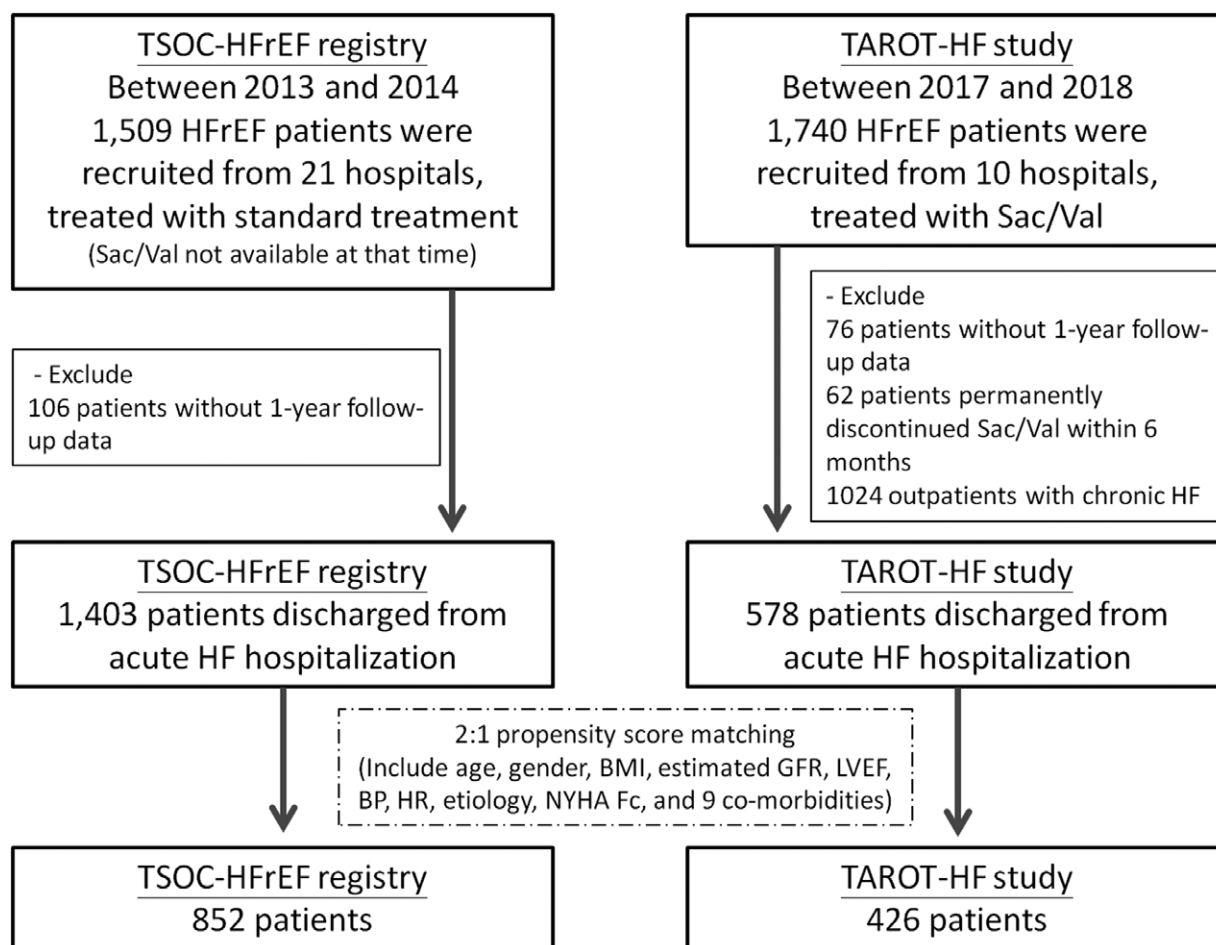 TSOC-HFrEF registry
Between 2013 and 2014
1,509 HFrEF patients were
recruited from 21 hospitals,
treated with standard treatment
(Sac/Val not available at that time)
TAROT-HF study
Between 2017 and 2018
1,740 HFrEF patients were
recruited from 10 hospitals,
treated with Sac/Val
- Exclude
106 patients without 1-year follow-
up data
- Exclude
76 patients without 1-year follow-
up data
62 patients permanently
discontinued Sac/Val within 6
months
1024 outpatients with chronic HF
TSOC-HFrEF registry
1,403 patients discharged from
acute HF hospitalization
TAROT-HF study
578 patients discharged from
acute HF hospitalization
2:1 propensity score matching
(Include age, gender, BMI, estimated GFR, LVEF,
BP, HR, etiology, NYHA Fc, and 9 co-morbidities)
TSOC-HFrEF registry
852 patients
TAROT-HF study
426 patients